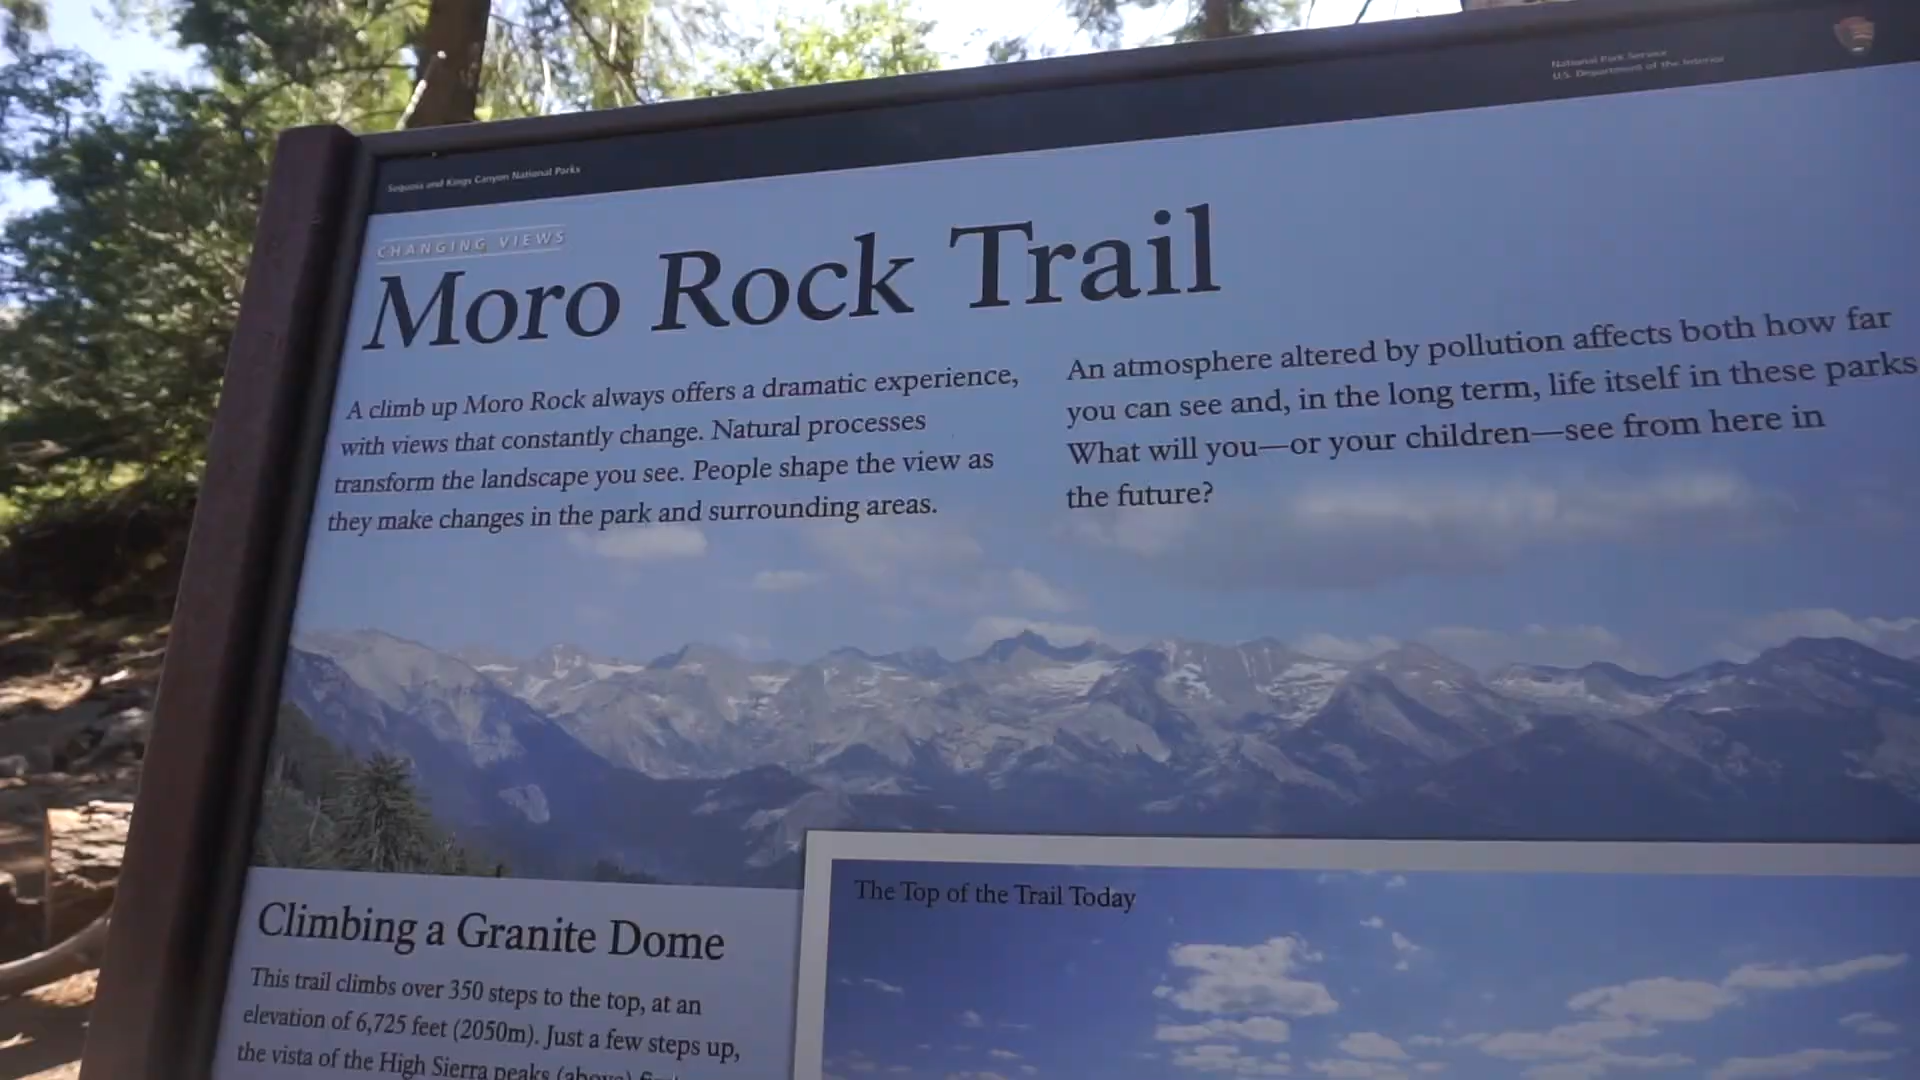 Sequoia and Kings Canyon National Parks
National Park Service
U.S. Department of the Interior
CHANGING VIEWS
Moro Rock Trail
A climb up Moro Rock always offers a dramatic experience,
with views that constantly change. Natural processes
transform the landscape you see. People shape the view as
they make changes in the park and surrounding areas.
An atmosphere altered by pollution affects both how far
you can see and, in the long term, life itself in these parks
What will you—or your children—see from here in
the future?
Climbing a Granite Dome
This trail climbs over 350 steps to the top, at an
elevation of 6,725 feet (2050m). Just a few steps up,
the vista of the High Sierra peaks (above)
The Top of the Trail Today